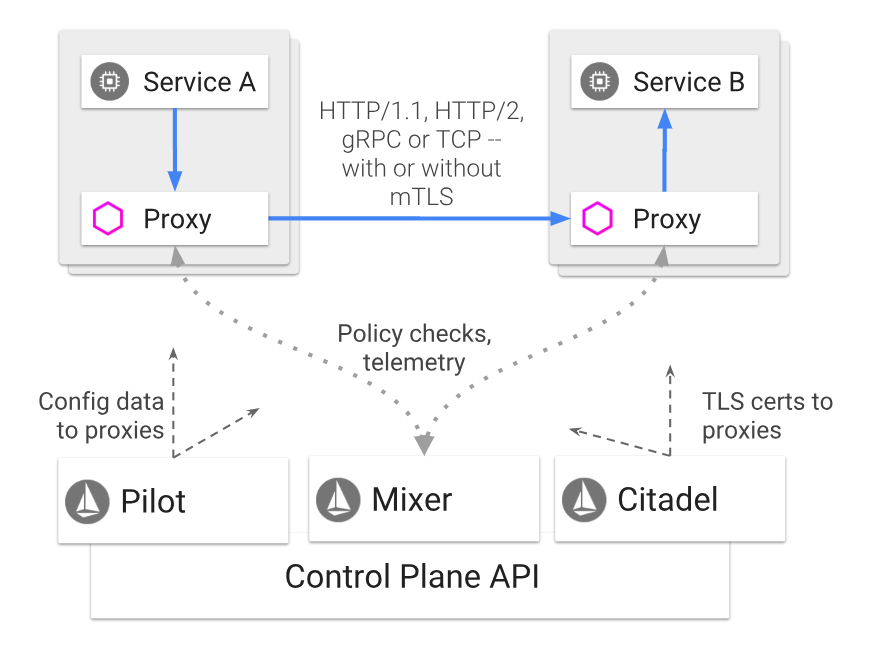 Service A
Service B
HTTP/1.1, HTTP/2,
gRPC or TCP --
with or without
mTLS
Proxy
Proxy
Policy checks,
telemetry
Config data
to proxies
TLS certs to
proxies
Pilot
Mixer
Citadel
Control Plane API